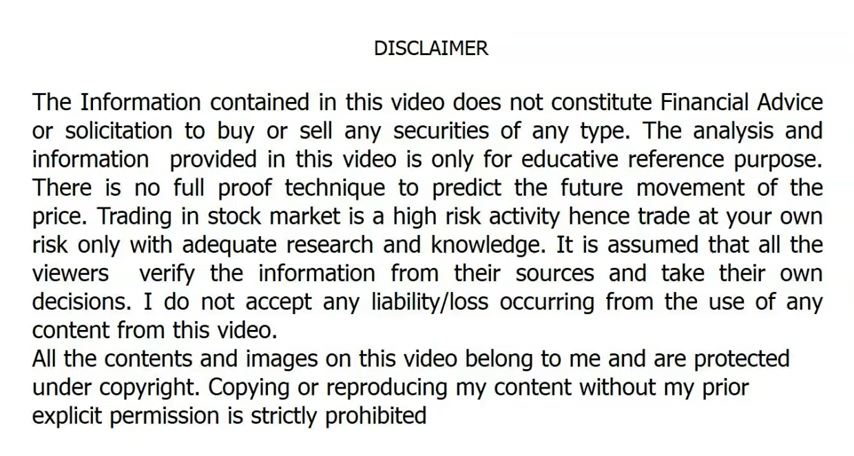 DISCLAIMER
The Information contained in this video does not constitute Financial Advice
or solicitation to buy or sell any securities of any type. The analysis and
information provided in this video is only for educative reference purpose.
There is no full proof technique to predict the future movement of the
price. Trading in stock market is a high risk activity hence trade at your own
risk only with adequate research and knowledge. It is assumed that all the
viewers verify the information from their sources and take their own
decisions. I do not accept any liability/loss occurring from the use of any
content from this video.
All the contents and images on this video belong to me and are protected
under copyright. Copying or reproducing my content without my prior
explicit permission is strictly prohibited